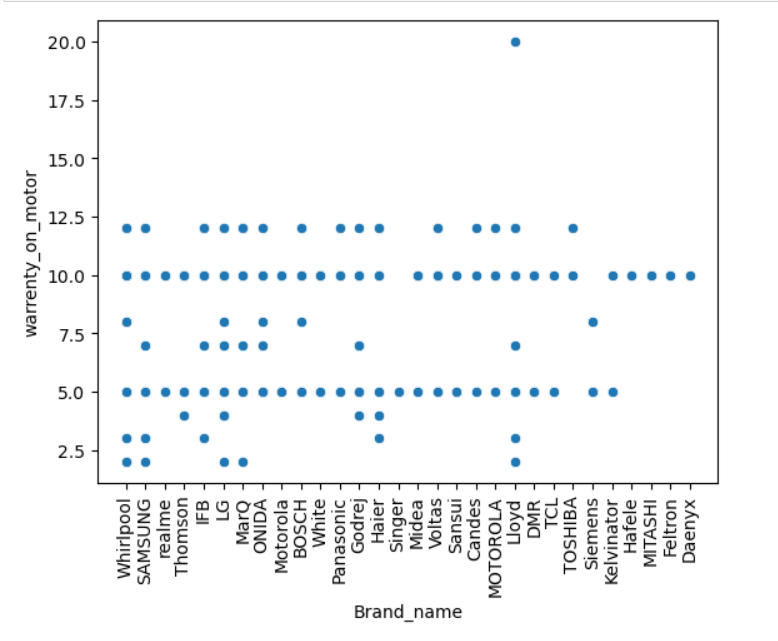 20.0
17.5
15.0
12.5
10.0
7.5
5.0
2.5
warrenty_on_motor
Whirlpool
SAMSUNG
realme
Thomson
IFB
LG
MarQ
ONIDA
Motorola
BOSCH
White
Panasonic
Godrej
Haier
Singer
Midea
Voltas
Sansui
Candes
MOTOROLA
Lloyd
DMR
TCL
TOSHIBA
Siemens
Kelvinator
Hafele
MITASHI
Feltron
Daenyx
Brand_name